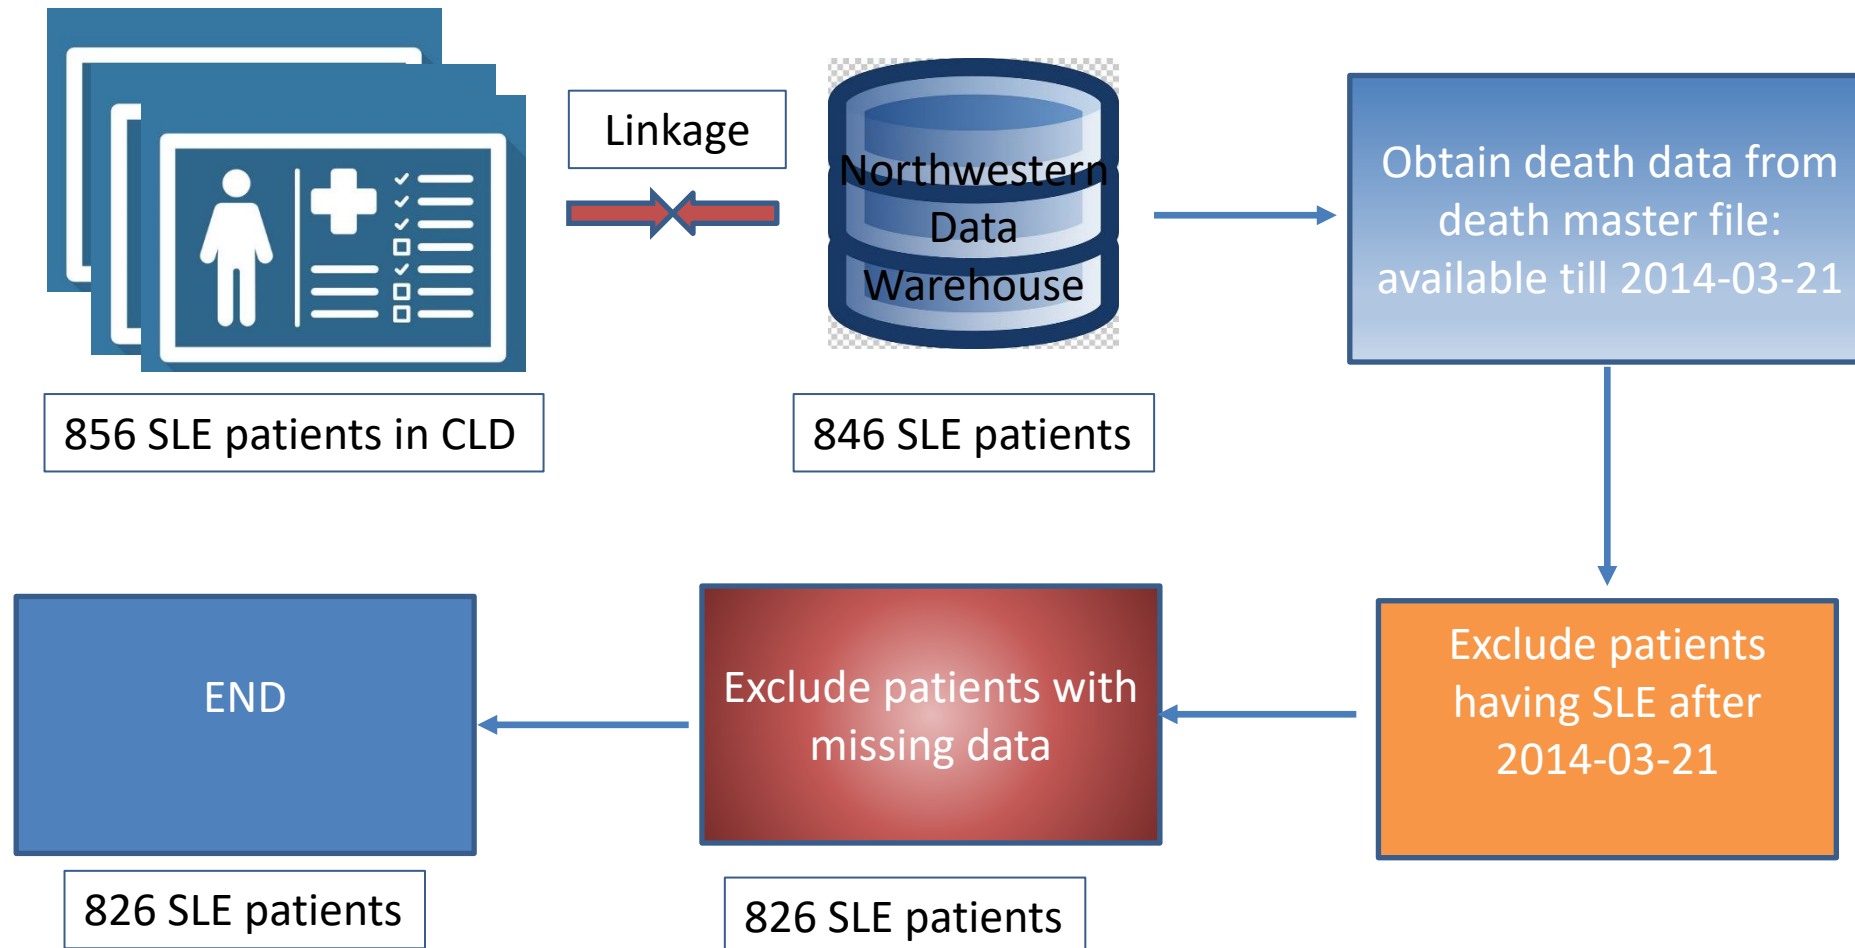 Linkage
Northwestern
Data
Warehouse
Obtain death data from
death master file:
available till 2014-03-21
856 SLE patients in CLD
846 SLE patients
END
Exclude patients with
missing data
Exclude patients
having SLE after
2014-03-21
826 SLE patients
826 SLE patients